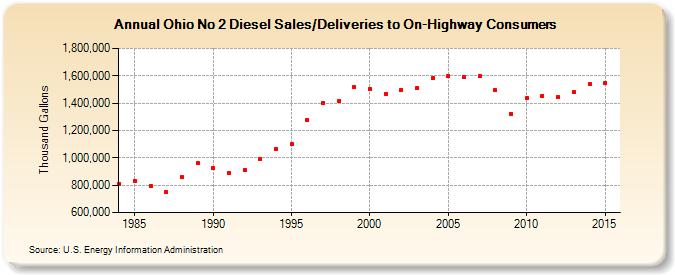 Annual Ohio No 2 Diesel Sales/Deliveries to On-Highway Consumers
Thousand Gallons
1,800,000
1,600,000
1,400,000
1,200,000
1,000,000
800,000
600,000
1985 1990 1995 2000 2005 2010 2015
Source: U.S. Energy Information Administration